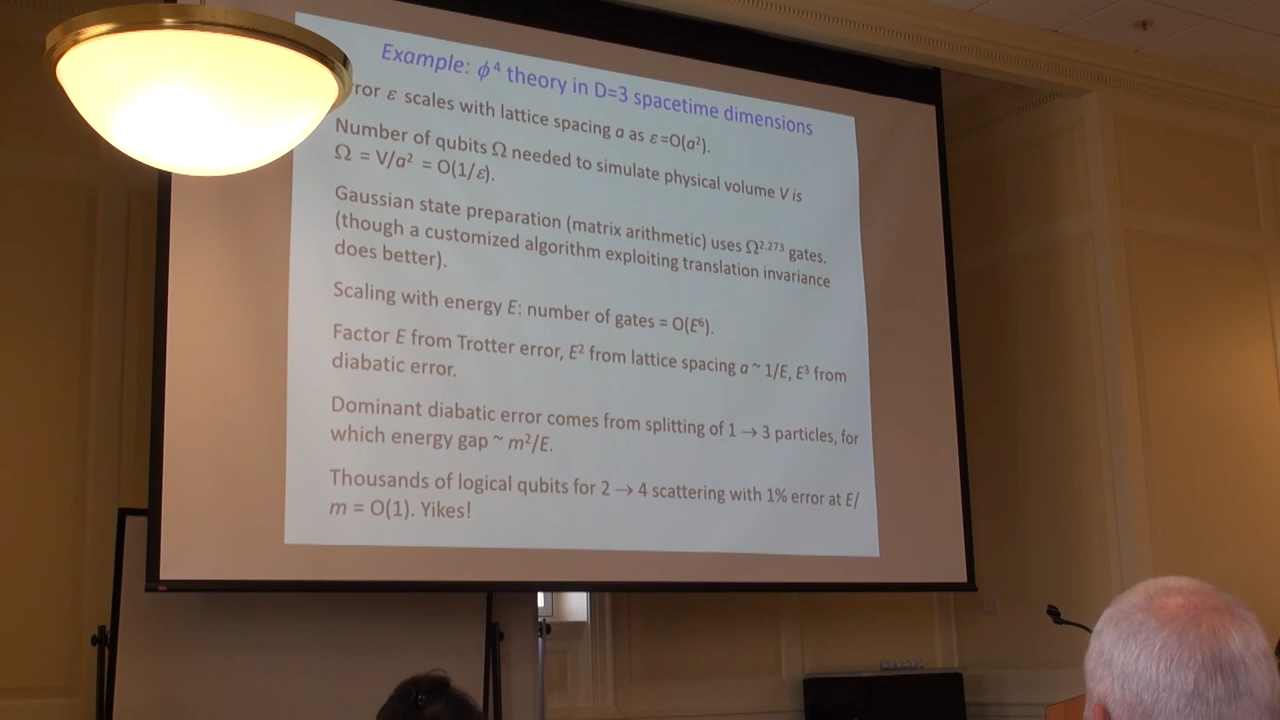 Example: ϕ⁴ theory in D=3 spacetime dimensions
ror ε scales with lattice spacing a as ε=O(a²).
Number of qubits Ω needed to simulate physical volume V is
Ω = V/a² = O(1/ε).
Gaussian state preparation (matrix arithmetic) uses Ω²·²⁷³ gates.
(though a customized algorithm exploiting translation invariance
does better).
Scaling with energy E: number of gates = O(E⁶).
Factor E from Trotter error, E² from lattice spacing a ~ 1/E, E³ from
diabatic error.
Dominant diabatic error comes from splitting of 1 → 3 particles, for
which energy gap ~ m²/E.
Thousands of logical qubits for 2 → 4 scattering with 1% error at E/
m = O(1). Yikes!